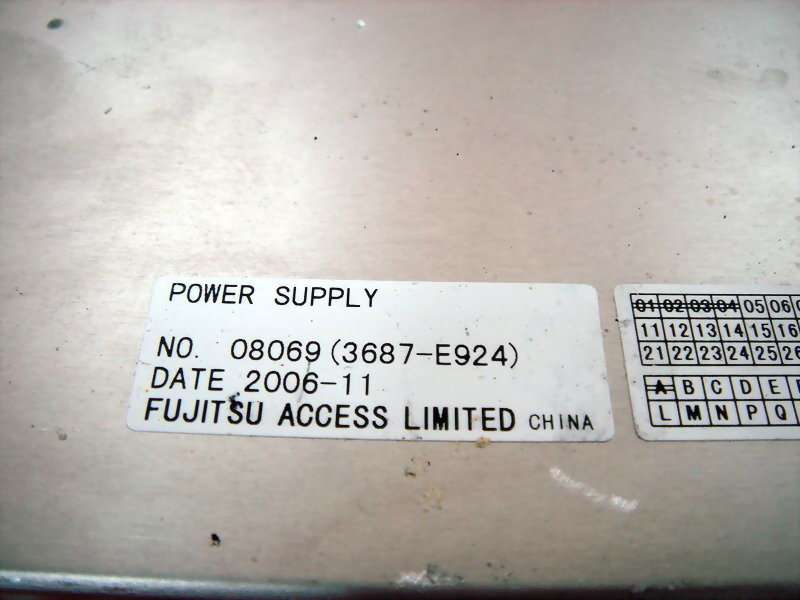 POWER SUPPLY
NO. 08069(3687-E924)
DATE 2006-11
FUJITSU ACCESS LIMITED CHINA
01 02 03 04 05 06
11 12 13 14 15 16
21 22 23 24 25 26
A B C D E
L M N P Q